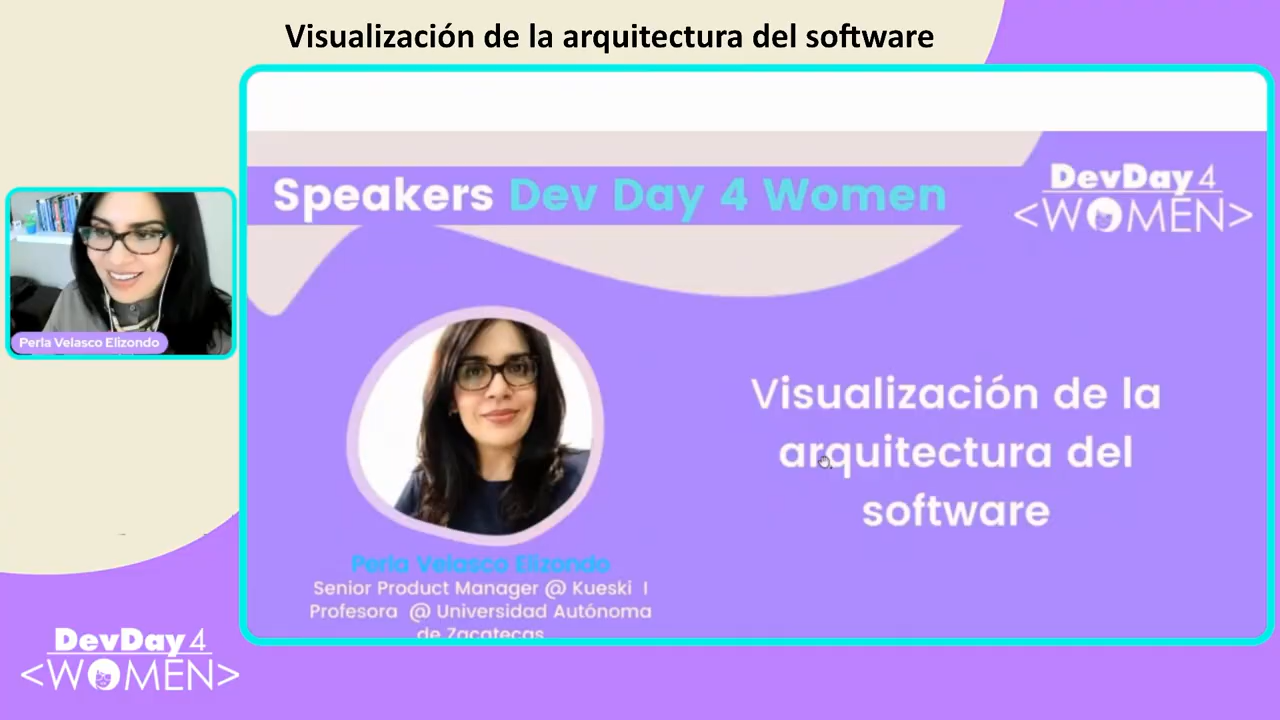 Visualización de la arquitectura del software
Speakers Dev Day 4 Women
DevDay 4
<WOMEN>
Perla Velasco Elizondo
Visualización de la
arquitectura del
software
Perla Velasco Elizondo
Senior Product Manager @ Kueski I
Profesora @ Universidad Autónoma
de Zacatecas
DevDay 4
<WOMEN>